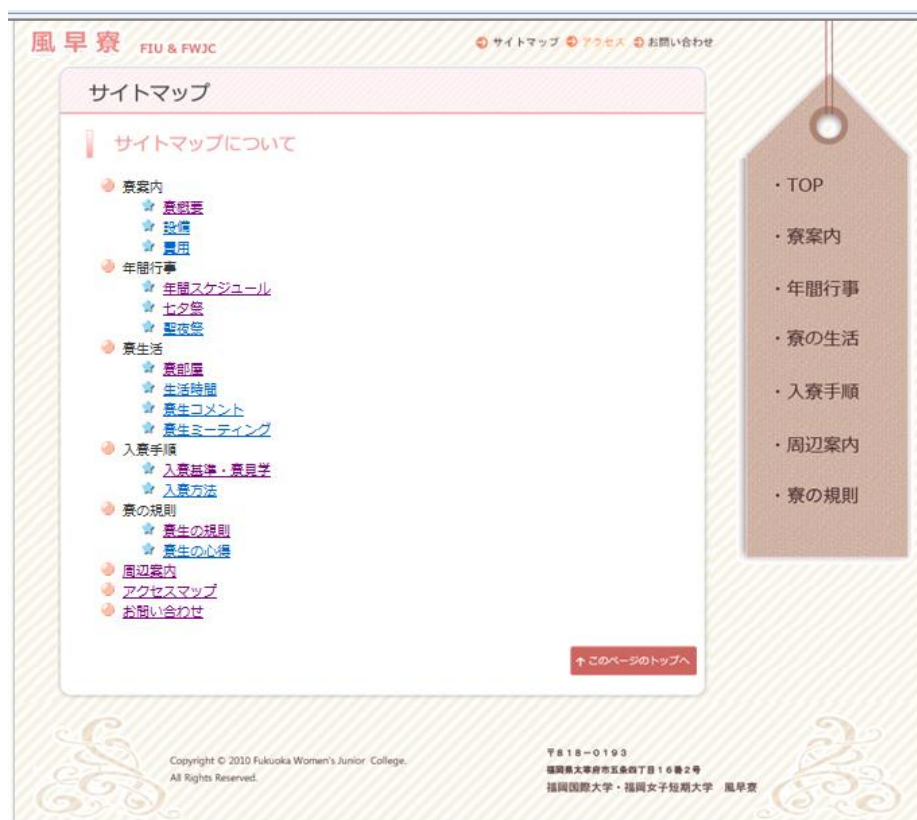 風早寮 FIU & FWJC
サイトマップ アクセス お問い合わせ
サイトマップ
サイトマップについて
寮案内
寮概要
設備
費用
年間行事
年間スケジュール
七夕祭
聖夜祭
寮生活
寮部屋
生活時間
寮生コメント
寮生ミーティング
入寮手順
入寮基準・寮見学
入寮方法
寮の規則
寮生の規則
寮生の心得
周辺案内
アクセスマップ
お問い合わせ
↑このページのトップへ
・TOP
・寮案内
・年間行事
・寮の生活
・入寮手順
・周辺案内
・寮の規則
Copyright © 2010 Fukuoka Women's Junior College.
All Rights Reserved.
〒818-0193
福岡県太宰府市五条四丁目16番2号
福岡国際大学・福岡女子短期大学 風早寮